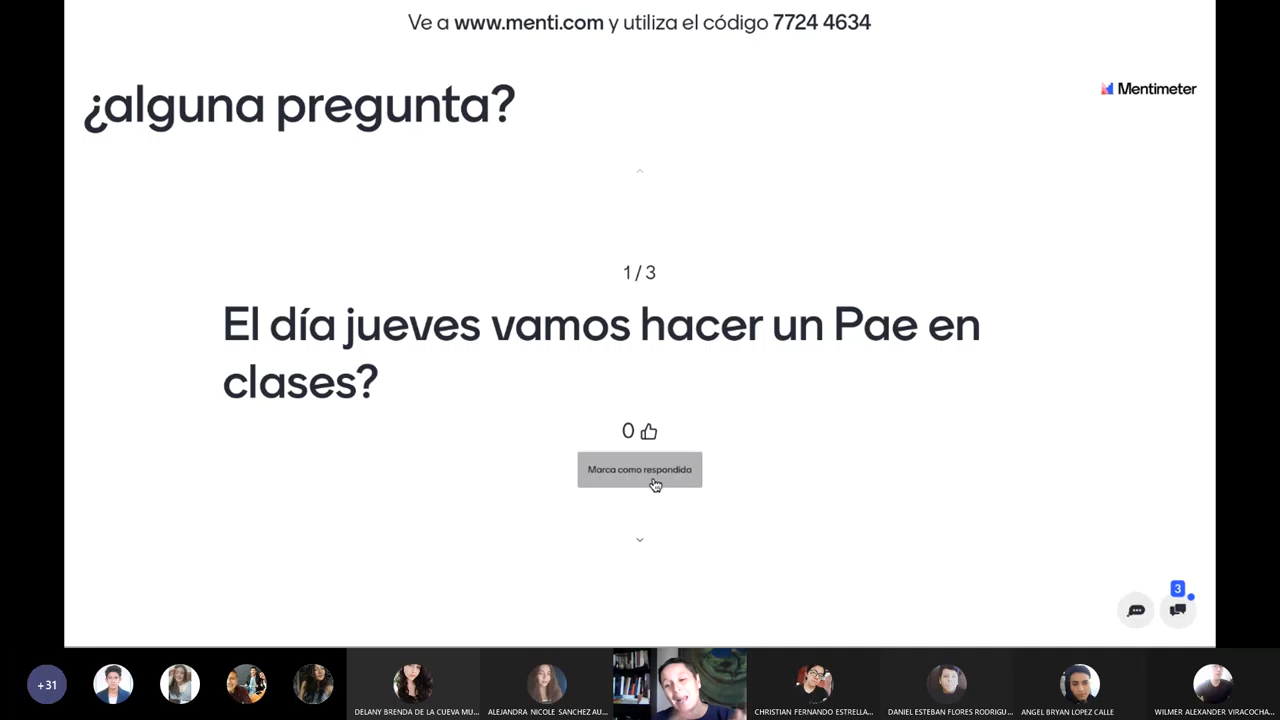 Ve a www.menti.com y utiliza el código 7724 4634
¿alguna pregunta?
Mentimeter
1 / 3
El día jueves vamos hacer un Pae en
clases?
0
Marca como respondida
3
+31
DELANY BRENDA DE LA CUEVA MU...
ALEJANDRA NICOLE SANCHEZ AU...
CHRISTIAN FERNANDO ESTRELLA...
DANIEL ESTEBAN FLORES RODRIGU...
ANGEL BRYAN LOPEZ CALLE
WILMER ALEXANDER VIRACOCHA...